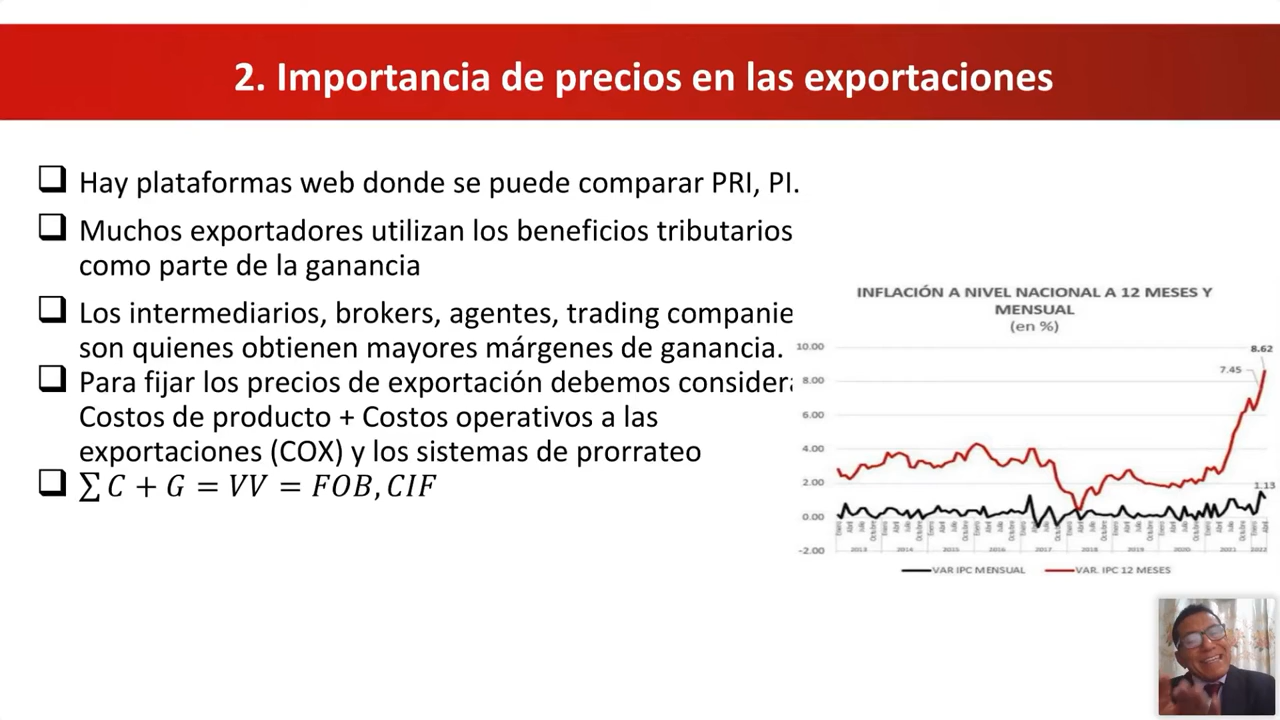 2. Importancia de precios en las exportaciones
Hay plataformas web donde se puede comparar PRI, PI.
Muchos exportadores utilizan los beneficios tributarios
como parte de la ganancia
Los intermediarios, brokers, agentes, trading companie
son quienes obtienen mayores márgenes de ganancia.
Para fijar los precios de exportación debemos consider
Costos de producto + Costos operativos a las
exportaciones (COX) y los sistemas de prorrateo
∑ C + G = VV = FOB, CIF
INFLACIÓN A NIVEL NACIONAL A 12 MESES Y
MENSUAL
(en %)
10.00
8.62
7.45
8.00
6.00
4.00
2.00
1.13
0.00
-2.00
2013 2014 2015 2016 2017 2018 2019 2020 2021 2022
VAR IPC MENSUAL VAR. IPC 12 MESES